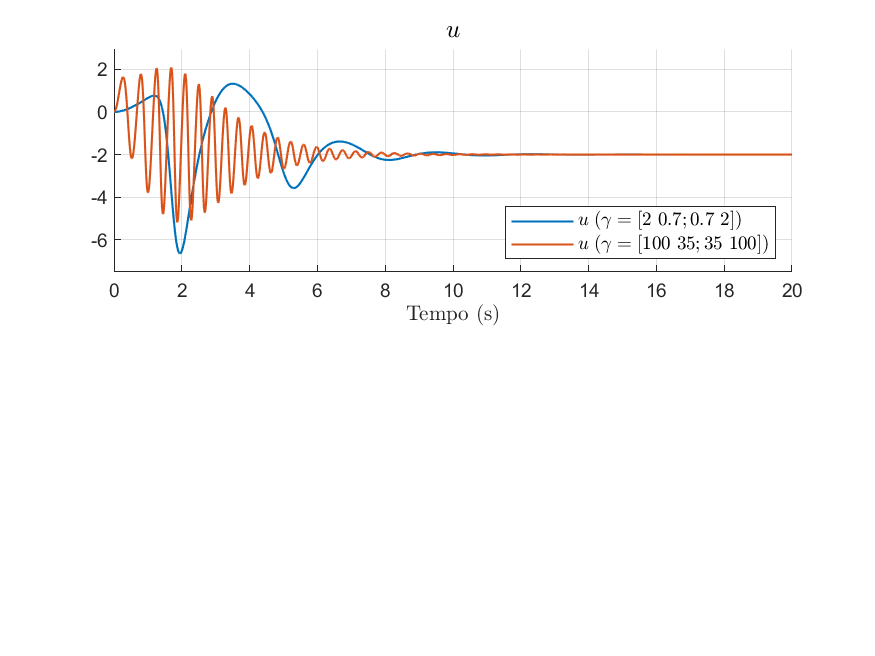 u
2
0
-2
-4
-6
u (γ = [2 0.7; 0.7 2])
u (γ = [100 35; 35 100])
0 2 4 6 8 10 12 14 16 18 20
Tempo (s)